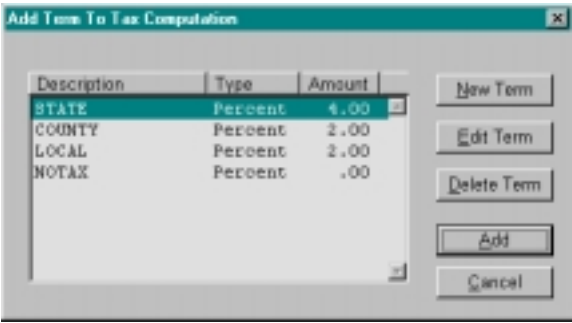 Add Term To Tax Computation
Description Type Amount
STATE Percent 4.00
COUNTY Percent 2.00
LOCAL Percent 2.00
NOTAX Percent .00
New Term
Edit Term
Delete Term
Add
Cancel